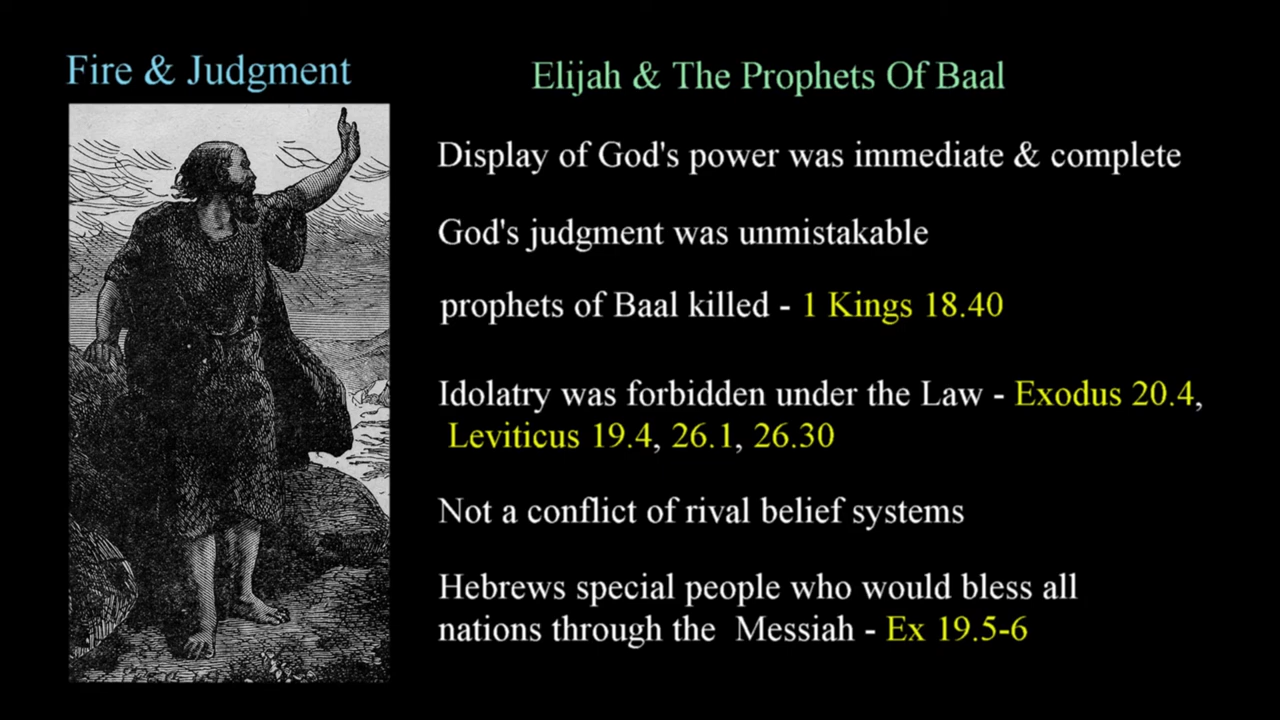 Fire & Judgment
Elijah & The Prophets Of Baal
Display of God's power was immediate & complete
God's judgment was unmistakable
prophets of Baal killed - 1 Kings 18.40
Idolatry was forbidden under the Law - Exodus 20.4,
Leviticus 19.4, 26.1, 26.30
Not a conflict of rival belief systems
Hebrews special people who would bless all
nations through the Messiah - Ex 19.5-6